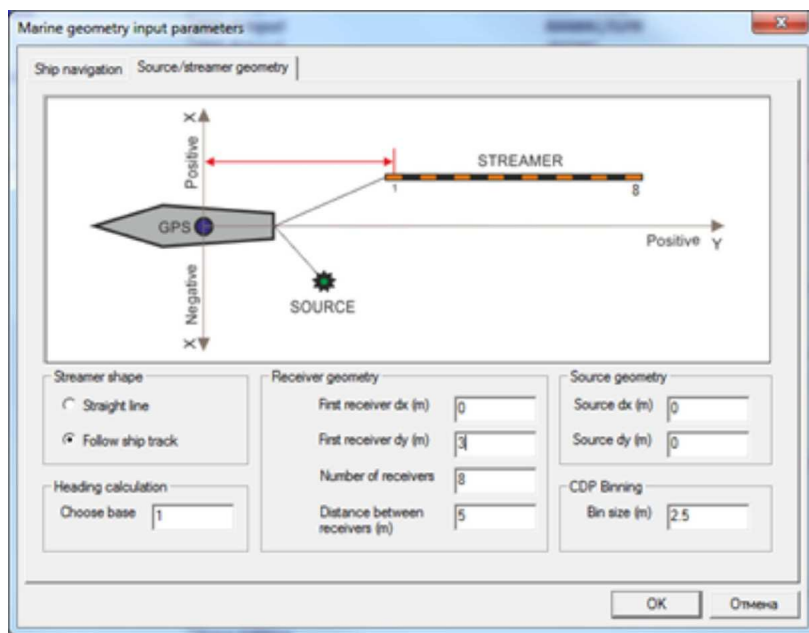 Marine geometry input parameters
Ship navigation
Source/streamer geometry
X
Positive
STREAMER
1
8
GPS
Positive Y
Negative
SOURCE
X
Streamer shape
Straight line
Follow ship track
Heading calculation
Choose base 1
Receiver geometry
First receiver dx (m) 0
First receiver dy (m) 3
Number of receivers 8
Distance between
receivers (m) 5
Source geometry
Source dx (m) 0
Source dy (m) 0
CDP Binning
Bin size (m) 2.5
OK
Отмена